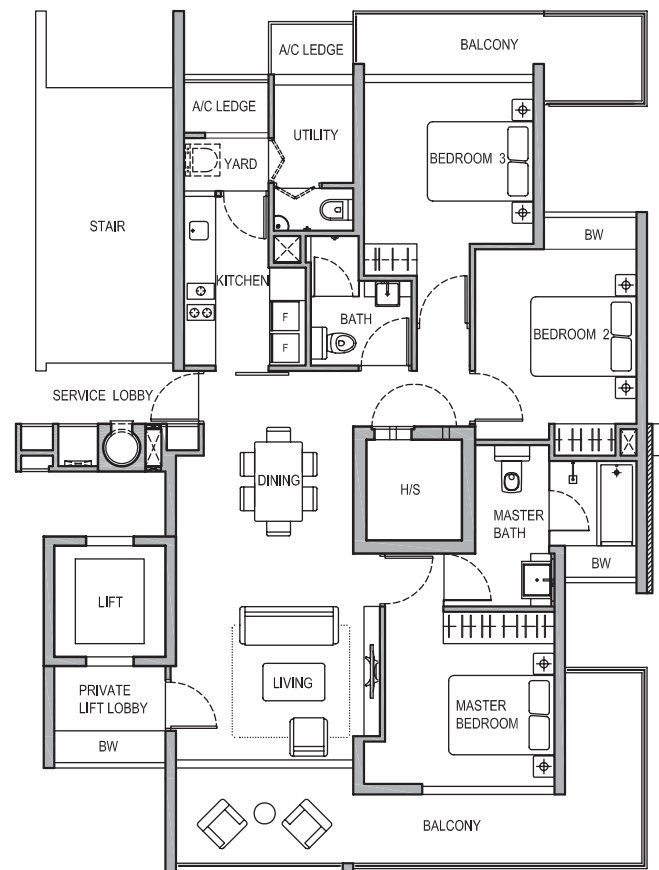 BALCONY
A/C LEDGE
A/C LEDGE
UTILITY
BEDROOM 3
YARD
STAIR
BW
KITCHEN
F
BATH
BEDROOM 2
F
SERVICE LOBBY
DINING
H/S
MASTER
BATH
BW
LIFT
LIVING
PRIVATE
LIFT LOBBY
MASTER
BEDROOM
BW
BALCONY